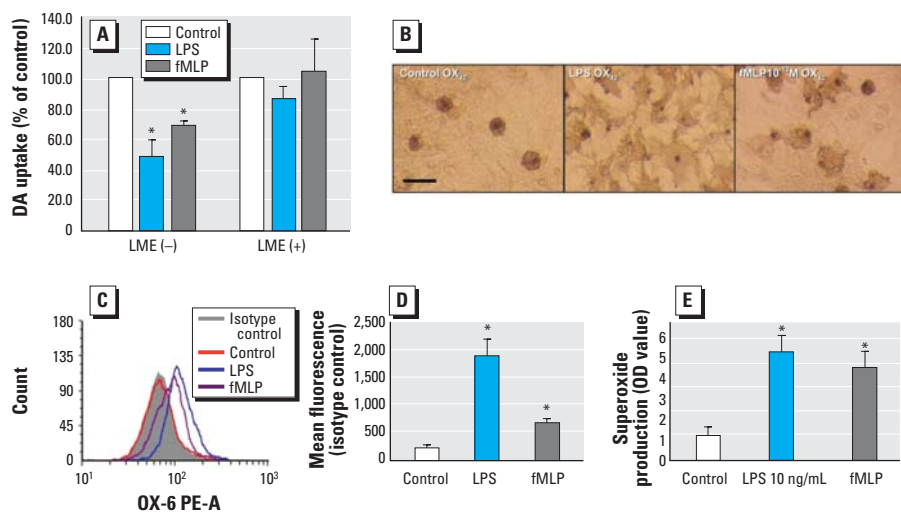 A
DA uptake (% of control)
140.0
120.0
100.0
80.0
60.0
40.0
20.0
0
Control
LPS
fMLP
*
*
LME (–)
LME (+)
B
Control OX42
LPS OX42
fMLP10⁻¹²M OX42
C
Count
180
135
90
45
0
10¹
10²
10³
OX-6 PE-A
Isotype
control
Control
LPS
fMLP
D
Mean fluorescence
(isotype control)
2,500
2,000
1,500
1,000
500
0
*
*
Control
LPS
fMLP
E
Superoxide
production (OD value)
6
5
4
3
2
1
0
*
*
Control
LPS 10 ng/mL
fMLP